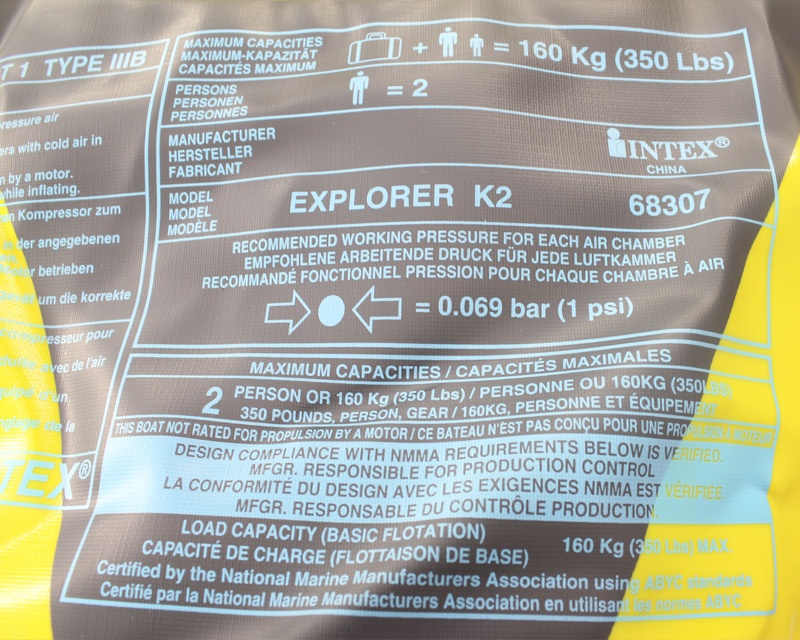 T 1 TYPE IIIB
pressure air
ers with cold air in
n by a motor.
while inflating.
en Kompressor zum
der angegebenen
motor betrieben
um die korrekte
compresseur pour
avec de l'air
d'un
de la
TEX®
MAXIMUM CAPACITIES
MAXIMUM-KAPAZITÄT
CAPACITÉS MAXIMUM
+ = 160 Kg (350 Lbs)
PERSONS
PERSONEN
PERSONNES
= 2
MANUFACTURER
HERSTELLER
FABRICANT
INTEX®
CHINA
MODEL
MODEL
MODÈLE
EXPLORER K2 68307
RECOMMENDED WORKING PRESSURE FOR EACH AIR CHAMBER
EMPFOHLENE ARBEITENDE DRUCK FÜR JEDE LUFTKAMMER
RECOMMANDÉ FONCTIONNEL PRESSION POUR CHAQUE CHAMBRE À AIR
= 0.069 bar (1 psi)
MAXIMUM CAPACITIES / CAPACITÉS MAXIMALES
2 PERSON OR 160 Kg (350 Lbs) / PERSONNE OU 160KG (350LBS)
350 POUNDS, PERSON, GEAR / 160KG, PERSONNE ET ÉQUIPEMENT
THIS BOAT NOT RATED FOR PROPULSION BY A MOTOR / CE BATEAU N'EST PAS CONÇU POUR UNE PROPULSION À MOTEUR
DESIGN COMPLIANCE WITH NMMA REQUIREMENTS BELOW IS VERIFIED.
MFGR. RESPONSIBLE FOR PRODUCTION CONTROL
LA CONFORMITÉ DU DESIGN AVEC LES EXIGENCES NMMA EST VÉRIFIÉE.
MFGR. RESPONSABLE DU CONTRÔLE PRODUCTION.
LOAD CAPACITY (BASIC FLOTATION)
CAPACITÉ DE CHARGE (FLOTTAISON DE BASE)
160 Kg (350 Lbs) MAX.
Certified by the National Marine Manufacturers Association using ABYC standards
Certifié par la National Marine Manufacturers Association en utilisant les normes ABYC